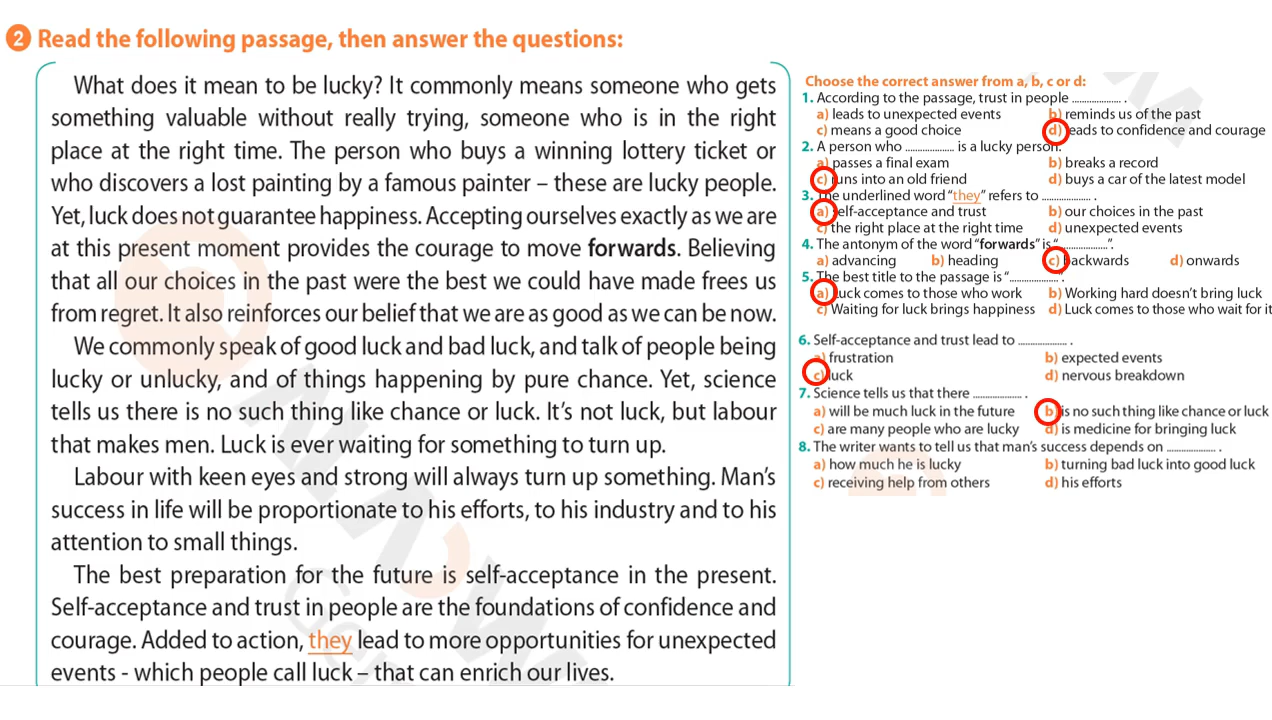 2 Read the following passage, then answer the questions:
What does it mean to be lucky? It commonly means someone who gets
something valuable without really trying, someone who is in the right
place at the right time. The person who buys a winning lottery ticket or
who discovers a lost painting by a famous painter – these are lucky people.
Yet, luck does not guarantee happiness. Accepting ourselves exactly as we are
at this present moment provides the courage to move forwards. Believing
that all our choices in the past were the best we could have made frees us
from regret. It also reinforces our belief that we are as good as we can be now.
We commonly speak of good luck and bad luck, and talk of people being
lucky or unlucky, and of things happening by pure chance. Yet, science
tells us there is no such thing like chance or luck. It's not luck, but labour
that makes men. Luck is ever waiting for something to turn up.
Labour with keen eyes and strong will always turn up something. Man's
success in life will be proportionate to his efforts, to his industry and to his
attention to small things.
The best preparation for the future is self-acceptance in the present.
Self-acceptance and trust in people are the foundations of confidence and
courage. Added to action, they lead to more opportunities for unexpected
events - which people call luck – that can enrich our lives.
Choose the correct answer from a, b, c or d:
1. According to the passage, trust in people .................... .
a) leads to unexpected events b) reminds us of the past
c) means a good choice d) leads to confidence and courage
2. A person who .................... is a lucky person.
a) passes a final exam b) breaks a record
c) runs into an old friend d) buys a car of the latest model
3. The underlined word "they" refers to .................... .
a) self-acceptance and trust b) our choices in the past
c) the right place at the right time d) unexpected events
4. The antonym of the word "forwards" is "....................".
a) advancing b) heading c) backwards d) onwards
5. The best title to the passage is "....................".
a) Luck comes to those who work b) Working hard doesn't bring luck
c) Waiting for luck brings happiness d) Luck comes to those who wait for it
6. Self-acceptance and trust lead to .................... .
a) frustration b) expected events
c) luck d) nervous breakdown
7. Science tells us that there .................... .
a) will be much luck in the future b) is no such thing like chance or luck
c) are many people who are lucky d) is medicine for bringing luck
8. The writer wants to tell us that man's success depends on .................... .
a) how much he is lucky b) turning bad luck into good luck
c) receiving help from others d) his efforts